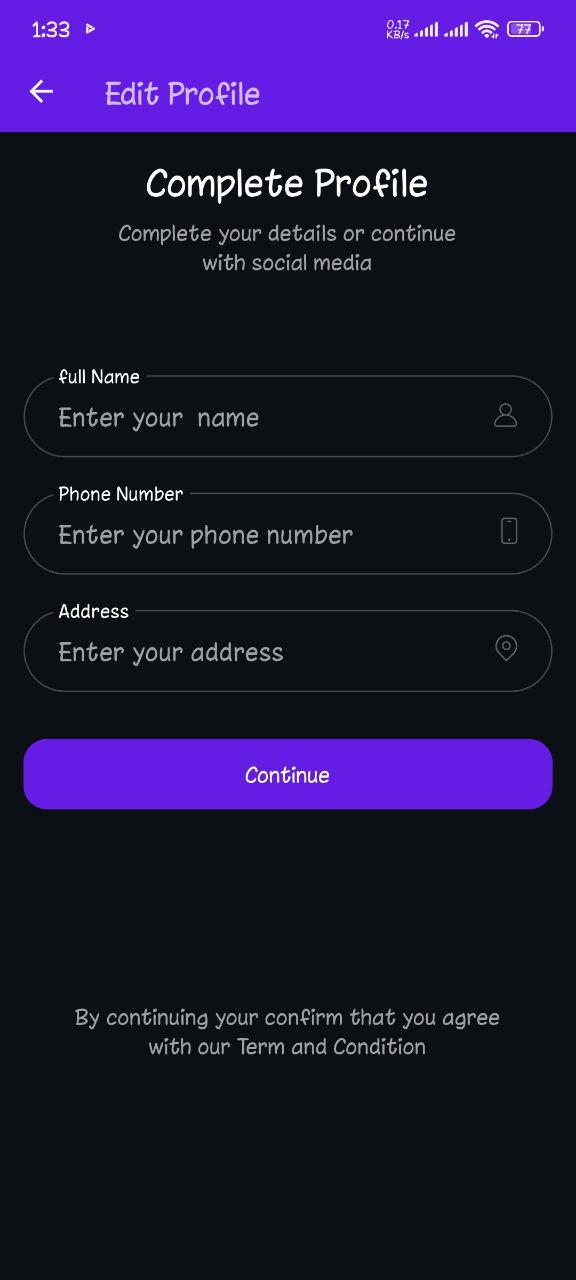 1:33
0.17
KB/s
77
Edit Profile
Complete Profile
Complete your details or continue
with social media
full Name
Enter your  name
Phone Number
Enter your phone number
Address
Enter your address
Continue
By continuing your confirm that you agree
with our Term and Condition